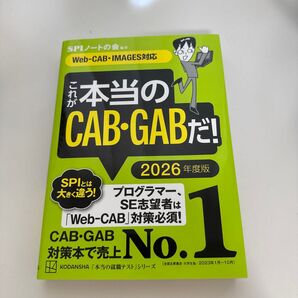 SPIノートの会 編著
Web-CAB・IMAGES対応
これが
本当の
CAB・GABだ!
2026年度版
SPIとは
大きく違う!
プログラマー、
SE志望者は
「Web-CAB」対策必須!
CAB・GAB
対策本で売上
No.1
KODANSHA 「本当の就職テスト」シリーズ